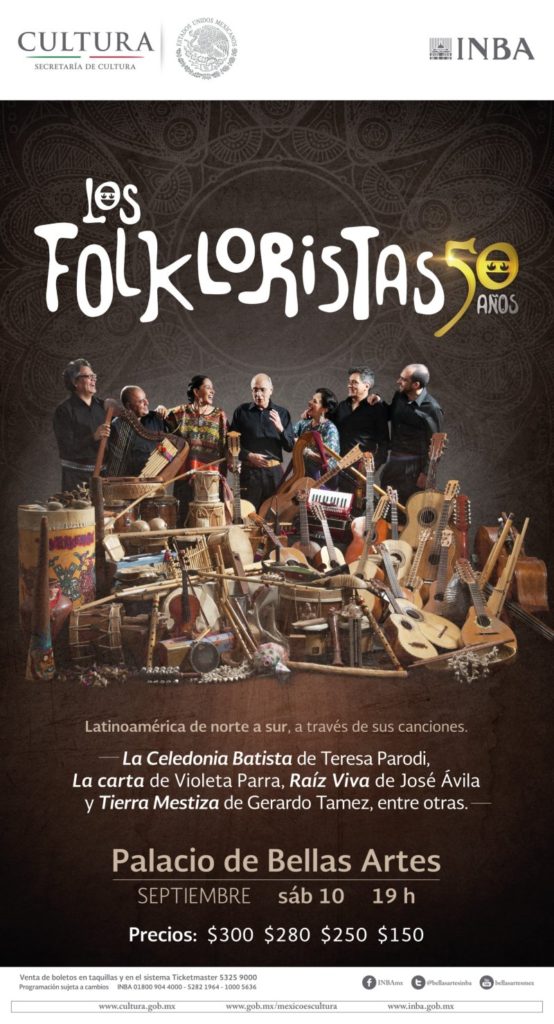 CULTURA
SECRETARÍA DE CULTURA
ESTADOS UNIDOS MEXICANOS
INBA
LOS
FOLKLORISTAS 50
AÑOS
Latinoamérica de norte a sur, a través de sus canciones.
La Celedonia Batista de Teresa Parodi,
La carta de Violeta Parra, Raíz Viva de José Ávila
y Tierra Mestiza de Gerardo Tamez, entre otras.
Palacio de Bellas Artes
SEPTIEMBRE sáb 10 19 h
Precios: $300 $280 $250 $150
Venta de boletos en taquillas y en el sistema Ticketmaster 5325 9000
Programación sujeta a cambios INBA 01800 904 4000 - 5282 1964 - 1000 5636
INBAmx @bellasartesinba bellasartesmex
www.cultura.gob.mx www.gob.mx/mexicoescultura www.inba.gob.mx